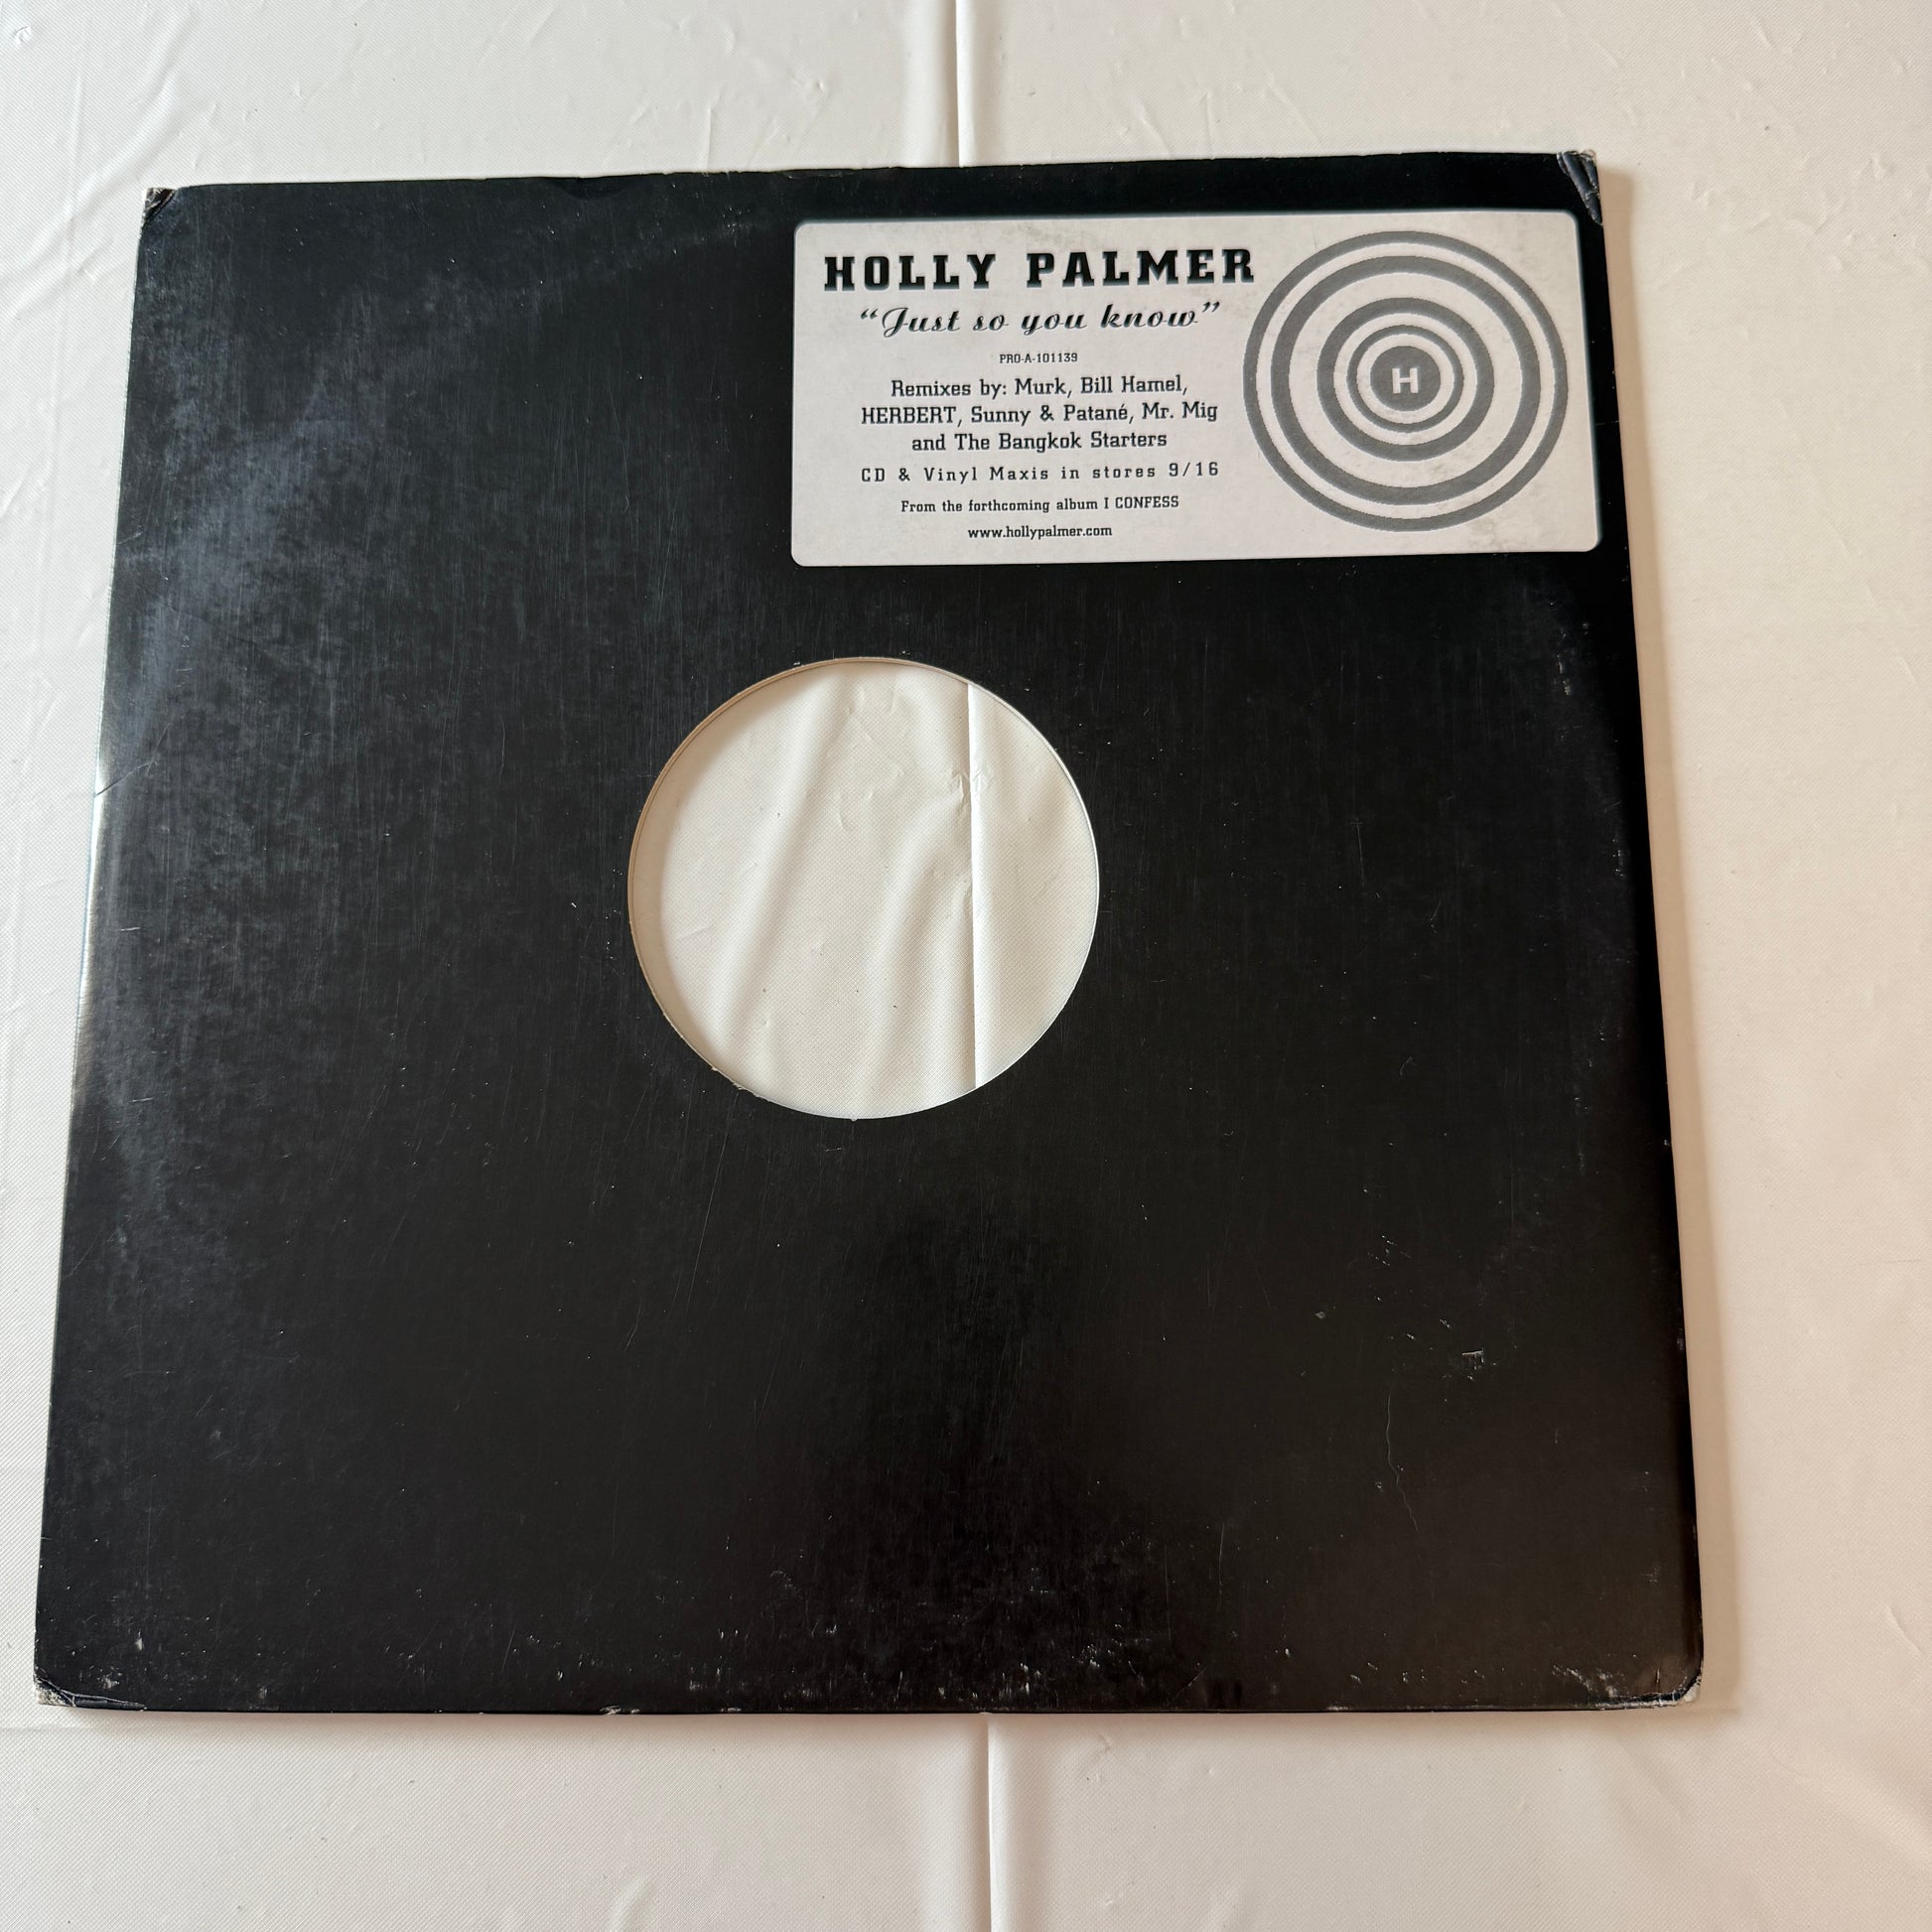 HOLLY PALMER
“Just so you know”
PRO-A-101139
Remixes by: Murk, Bill Hamel,
HERBERT, Sunny & Patané, Mr. Mig
and The Bangkok Starters
CD & Vinyl Maxis in stores 9/16
From the forthcoming album I CONFESS
www.hollypalmer.com
H